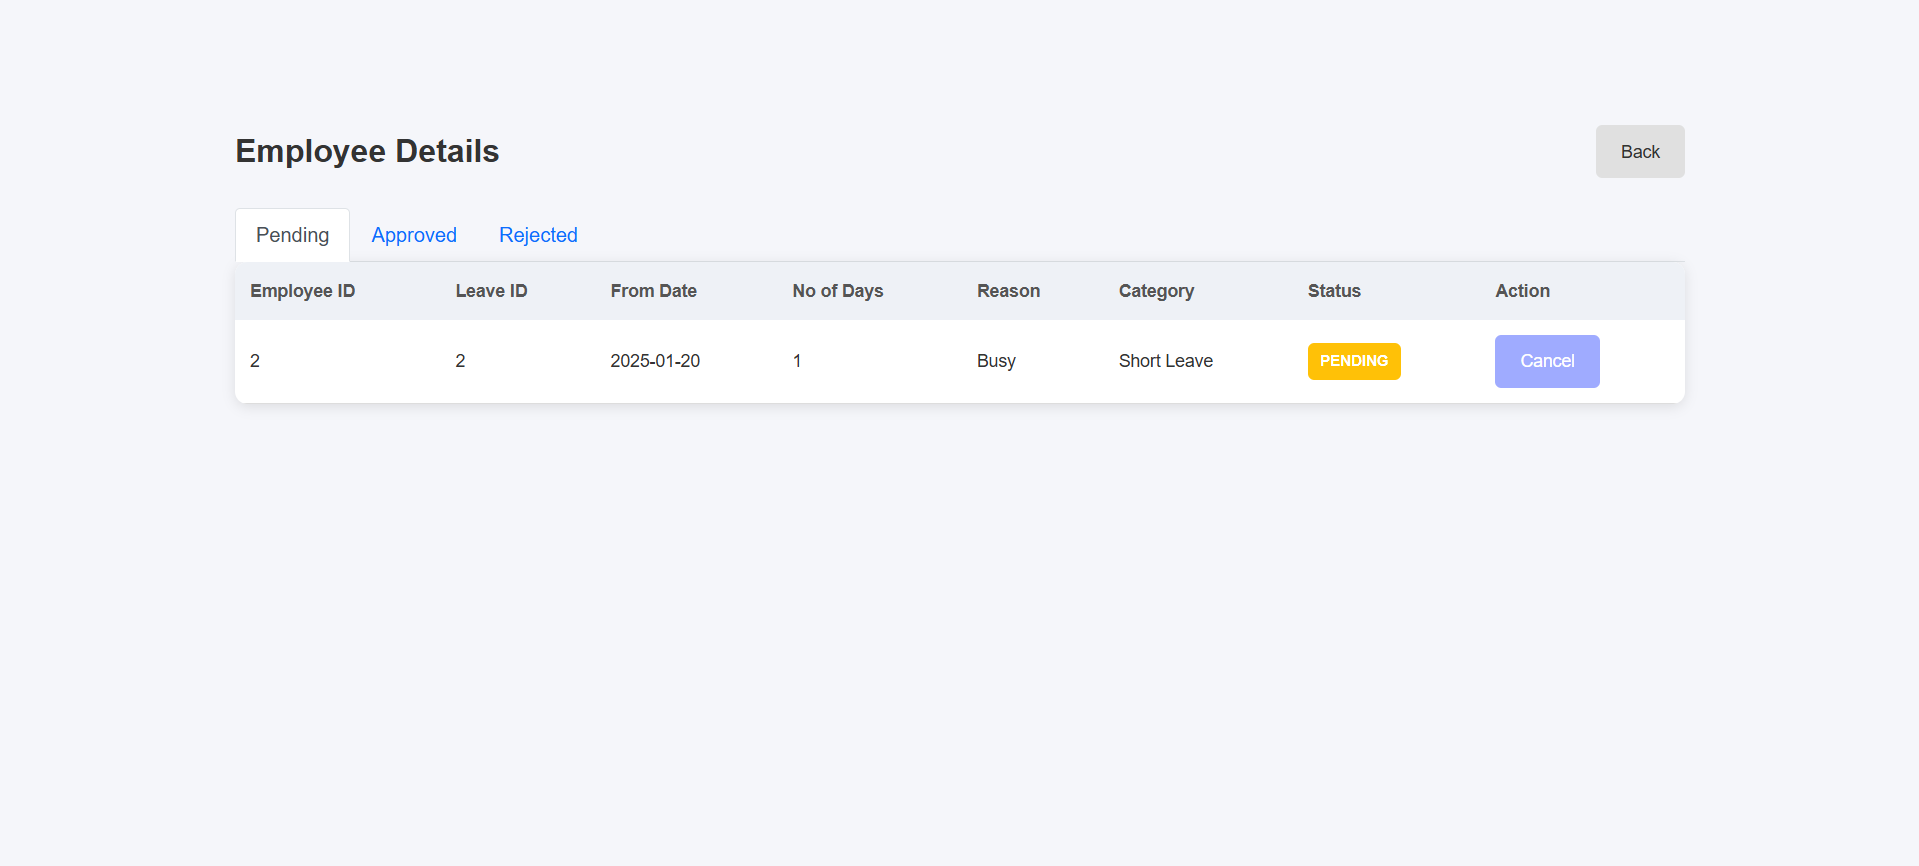 Employee Details
Back
Pending Approved Rejected
Employee ID Leave ID From Date No of Days Reason Category Status Action
2 2 2025-01-20 1 Busy Short Leave PENDING Cancel